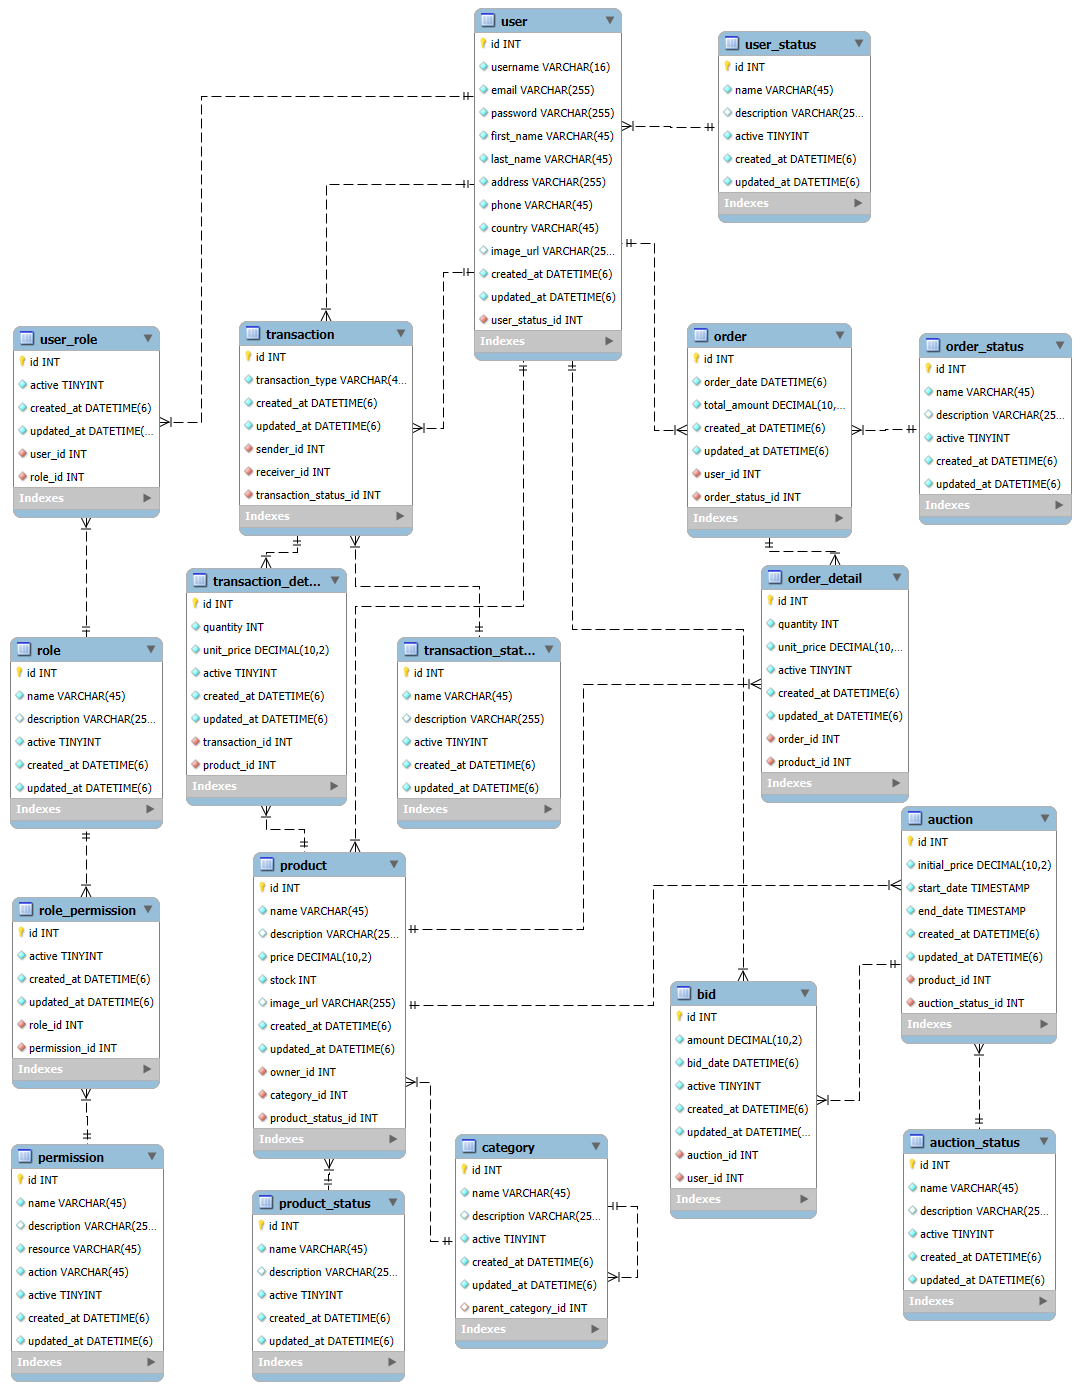 user
id INT
username VARCHAR(16)
email VARCHAR(255)
password VARCHAR(255)
first_name VARCHAR(45)
last_name VARCHAR(45)
address VARCHAR(255)
phone VARCHAR(45)
country VARCHAR(45)
image_url VARCHAR(25...
created_at DATETIME(6)
updated_at DATETIME(6)
user_status_id INT
Indexes
user_status
id INT
name VARCHAR(45)
description VARCHAR(25...
active TINYINT
created_at DATETIME(6)
updated_at DATETIME(6)
Indexes
user_role
id INT
active TINYINT
created_at DATETIME(6)
updated_at DATETIME(...
user_id INT
role_id INT
Indexes
transaction
id INT
transaction_type VARCHAR(4...
created_at DATETIME(6)
updated_at DATETIME(6)
sender_id INT
receiver_id INT
transaction_status_id INT
Indexes
order
id INT
order_date DATETIME(6)
total_amount DECIMAL(10,...
created_at DATETIME(6)
updated_at DATETIME(6)
user_id INT
order_status_id INT
Indexes
order_status
id INT
name VARCHAR(45)
description VARCHAR(25...
active TINYINT
created_at DATETIME(6)
updated_at DATETIME(6)
Indexes
transaction_det...
id INT
quantity INT
unit_price DECIMAL(10,2)
active TINYINT
created_at DATETIME(6)
updated_at DATETIME(6)
transaction_id INT
product_id INT
Indexes
order_detail
id INT
quantity INT
unit_price DECIMAL(10,...
active TINYINT
created_at DATETIME(6)
updated_at DATETIME(6)
order_id INT
product_id INT
Indexes
role
id INT
name VARCHAR(45)
description VARCHAR(25...
active TINYINT
created_at DATETIME(6)
updated_at DATETIME(6)
Indexes
transaction_stat...
id INT
name VARCHAR(45)
description VARCHAR(255)
active TINYINT
created_at DATETIME(6)
updated_at DATETIME(6)
Indexes
auction
id INT
initial_price DECIMAL(10,2)
start_date TIMESTAMP
end_date TIMESTAMP
created_at DATETIME(6)
updated_at DATETIME(6)
product_id INT
auction_status_id INT
Indexes
product
id INT
name VARCHAR(45)
description VARCHAR(25...
price DECIMAL(10,2)
stock INT
image_url VARCHAR(255)
created_at DATETIME(6)
updated_at DATETIME(6)
owner_id INT
category_id INT
product_status_id INT
Indexes
role_permission
id INT
active TINYINT
created_at DATETIME(6)
updated_at DATETIME(6)
role_id INT
permission_id INT
Indexes
bid
id INT
amount DECIMAL(10,2)
bid_date DATETIME(6)
active TINYINT
created_at DATETIME(6)
updated_at DATETIME(...
auction_id INT
user_id INT
Indexes
auction_status
id INT
name VARCHAR(45)
description VARCHAR(25...
active TINYINT
created_at DATETIME(6)
updated_at DATETIME(6)
Indexes
category
id INT
name VARCHAR(45)
description VARCHAR(25...
active TINYINT
created_at DATETIME(6)
updated_at DATETIME(6)
parent_category_id INT
Indexes
permission
id INT
name VARCHAR(45)
description VARCHAR(25...
resource VARCHAR(45)
action VARCHAR(45)
active TINYINT
created_at DATETIME(6)
updated_at DATETIME(6)
Indexes
product_status
id INT
name VARCHAR(45)
description VARCHAR(25...
active TINYINT
created_at DATETIME(6)
updated_at DATETIME(6)
Indexes